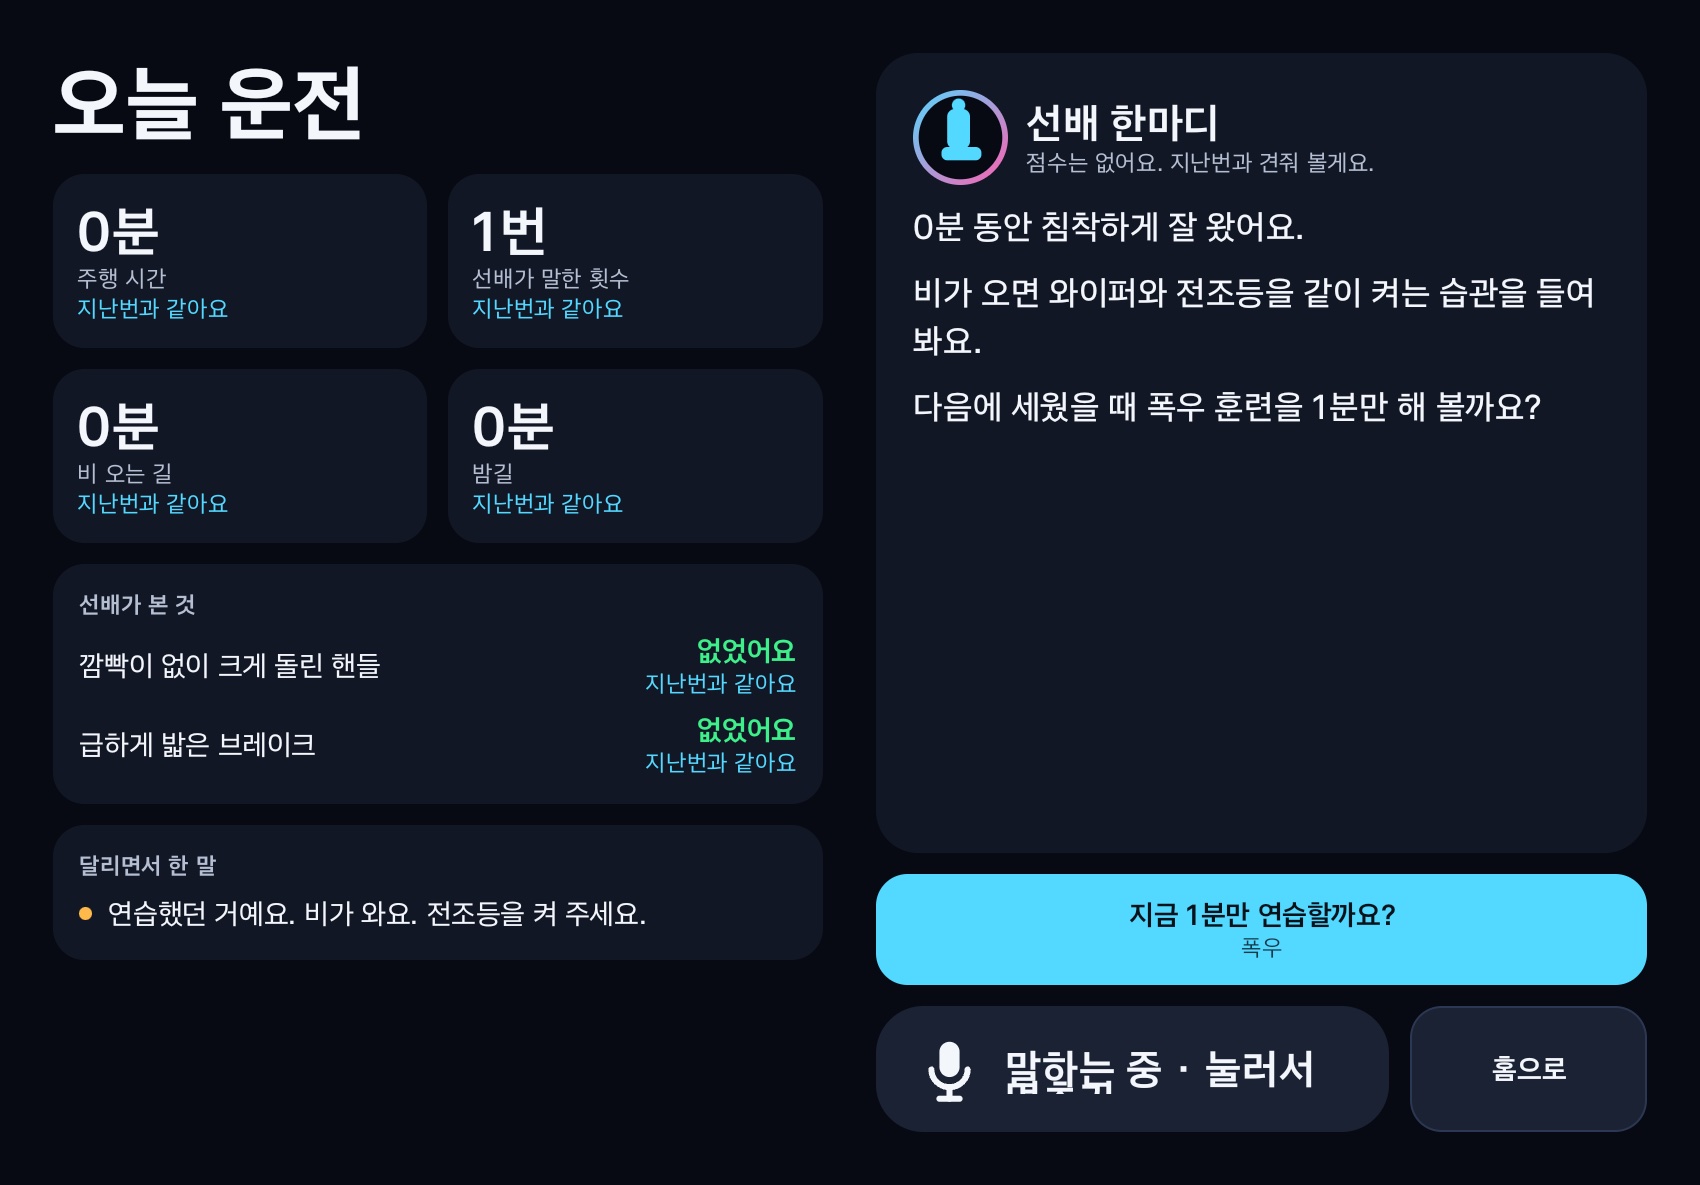 오늘 운전
0분
주행 시간
지난번과 같아요
1번
선배가 말한 횟수
지난번과 같아요
0분
비 오는 길
지난번과 같아요
0분
밤길
지난번과 같아요
선배가 본 것
깜빡이 없이 크게 돌린 핸들
없었어요
지난번과 같아요
급하게 밟은 브레이크
없었어요
지난번과 같아요
달리면서 한 말
연습했던 거예요. 비가 와요. 전조등을 켜 주세요.
선배 한마디
점수는 없어요. 지난번과 견줘 볼게요.
0분 동안 침착하게 잘 왔어요.
비가 오면 와이퍼와 전조등을 같이 켜는 습관을 들여
봐요.
다음에 세웠을 때 폭우 훈련을 1분만 해 볼까요?
지금 1분만 연습할까요?
폭우
말하는 중 · 눌러서
홈으로